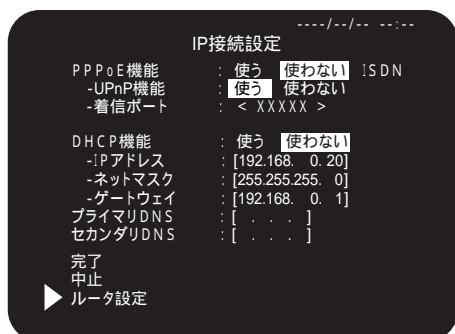 ----/--/-- --:--
IP接続設定
PPPoE機能 : 使う 使わない ISDN
-UPnP機能 : 使う 使わない
-着信ポート : < XXXXX >
DHCP機能 : 使う 使わない
-IPアドレス : [192.168. 0. 20]
-ネットマスク : [255.255.255. 0]
-ゲートウェイ : [192.168. 0. 1]
プライマリDNS : [ . . . ]
セカンダリDNS : [ . . . ]
完了
中止
ルータ設定